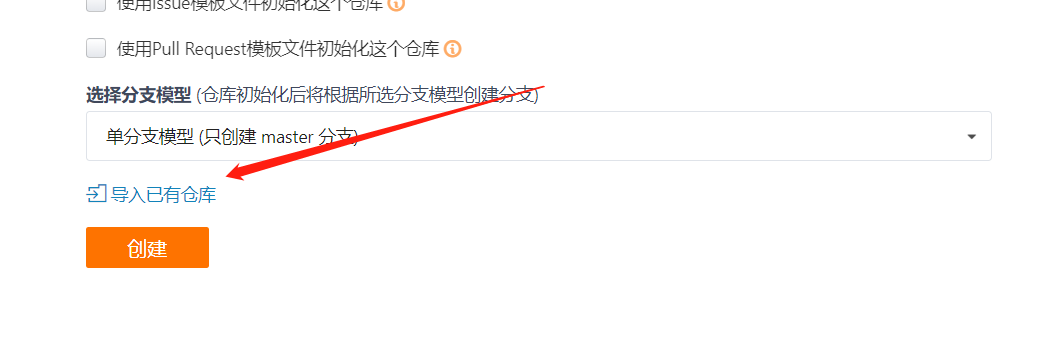 使用Issue模板文件初始化这个仓库
使用Pull Request模板文件初始化这个仓库
选择分支模型 (仓库初始化后将根据所选分支模型创建分支)
单分支模型 (只创建 master 分支)
导入已有仓库
创建